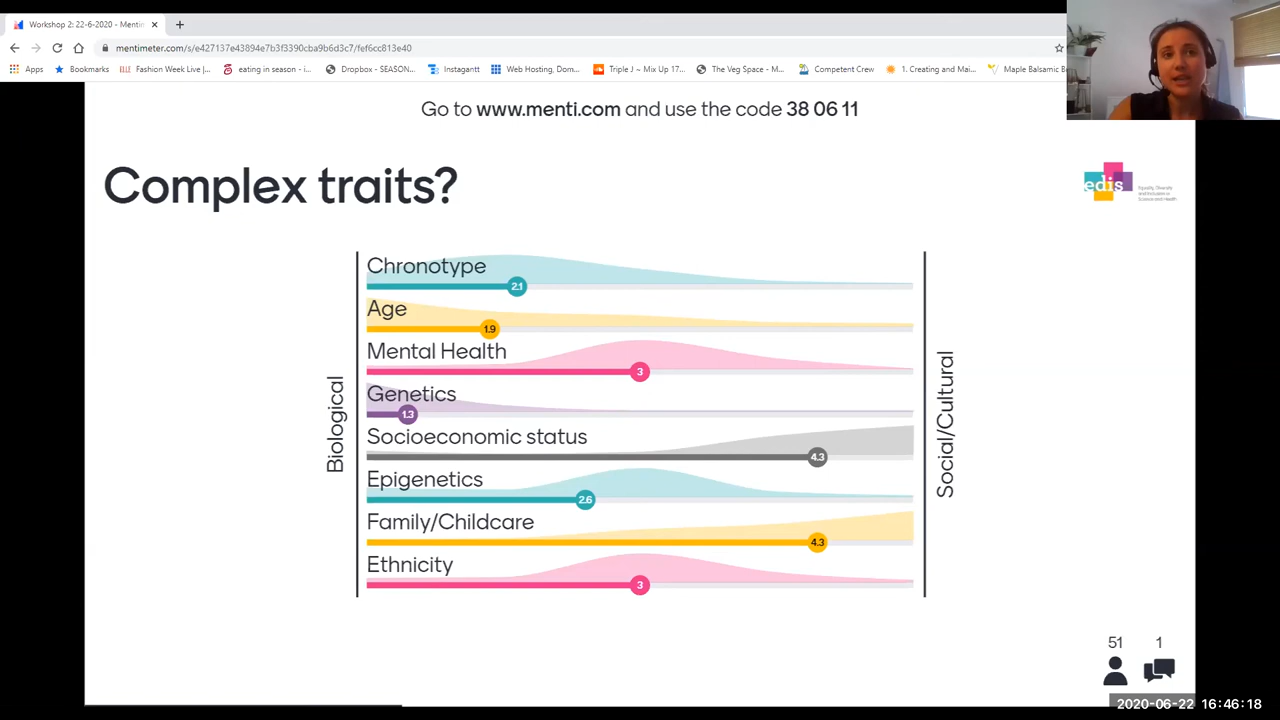 Workshop 2: 22-6-2020 - Mentim
mentimeter.com/s/e427137e43894e7b3f3390cba9b6d3c7/fef6cc813e40
Apps Bookmarks Fashion Week Live |... eating in season - i... Dropbox - SEASON... Instagantt Web Hosting, Dom... Triple J ~ Mix Up 17... The Veg Space - M... Competent Crew 1. Creating and Mai... Maple Balsamic B
Go to www.menti.com and use the code 38 06 11
Complex traits?
edis
Equality, Diversity
and Inclusion in
Science and Health
Biological
Chronotype
2.1
Age
1.9
Mental Health
3
Genetics
1.3
Socioeconomic status
4.3
Epigenetics
2.6
Family/Childcare
4.3
Ethnicity
3
Social/Cultural
51 1
2020-06-22 16:46:18